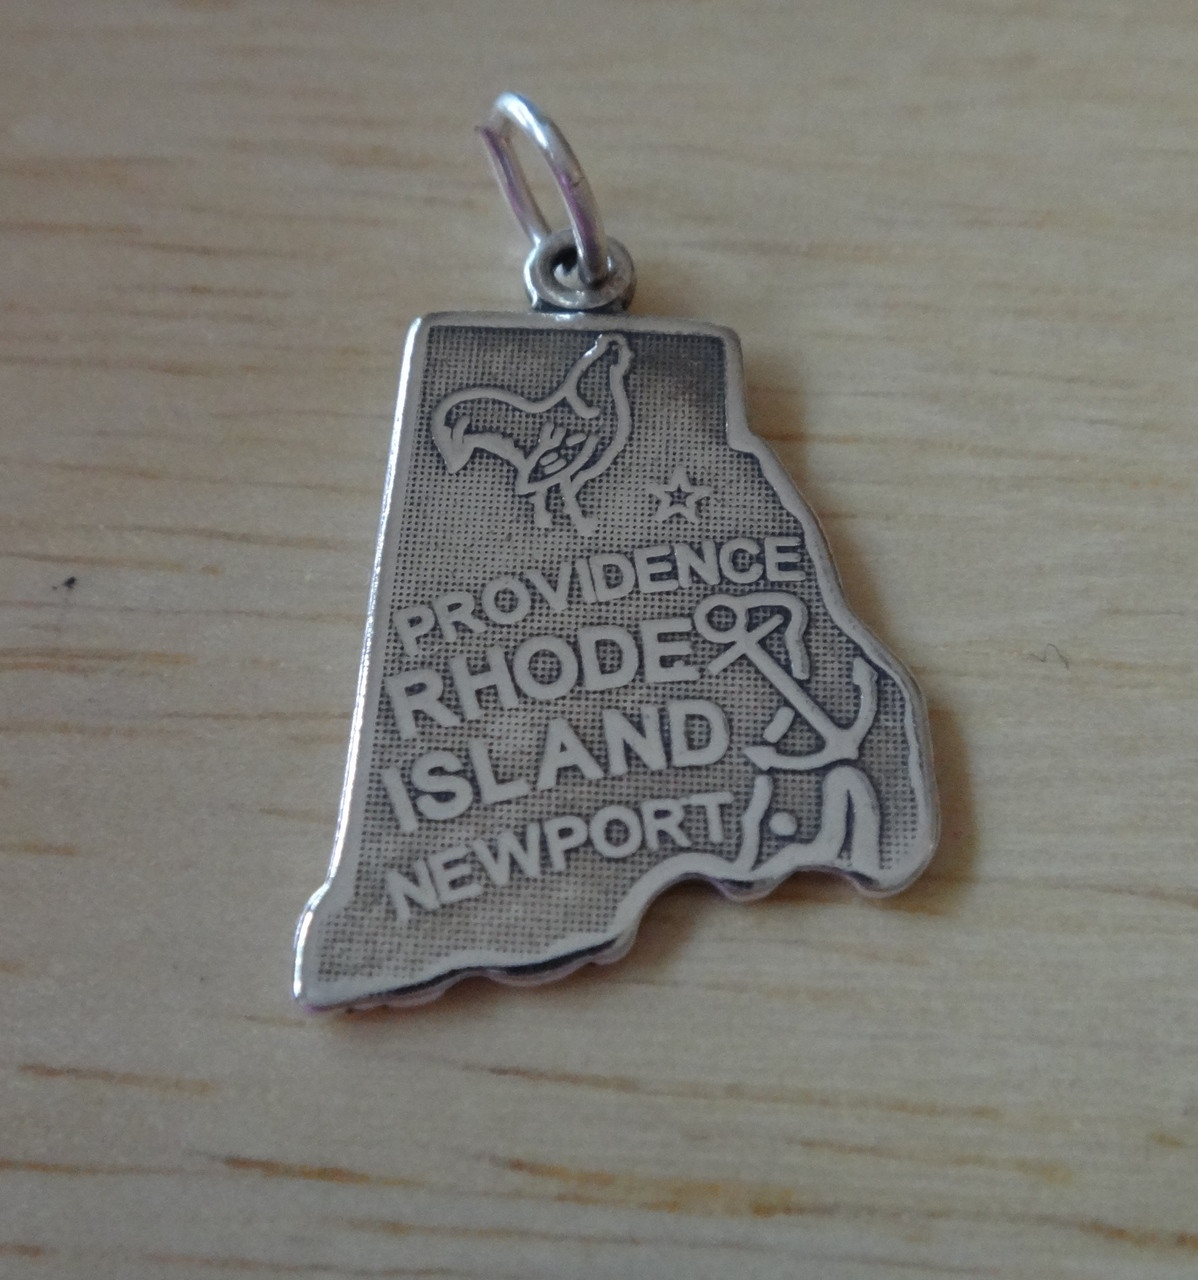 PROVIDENCE
RHODE
ISLAND
NEWPORT